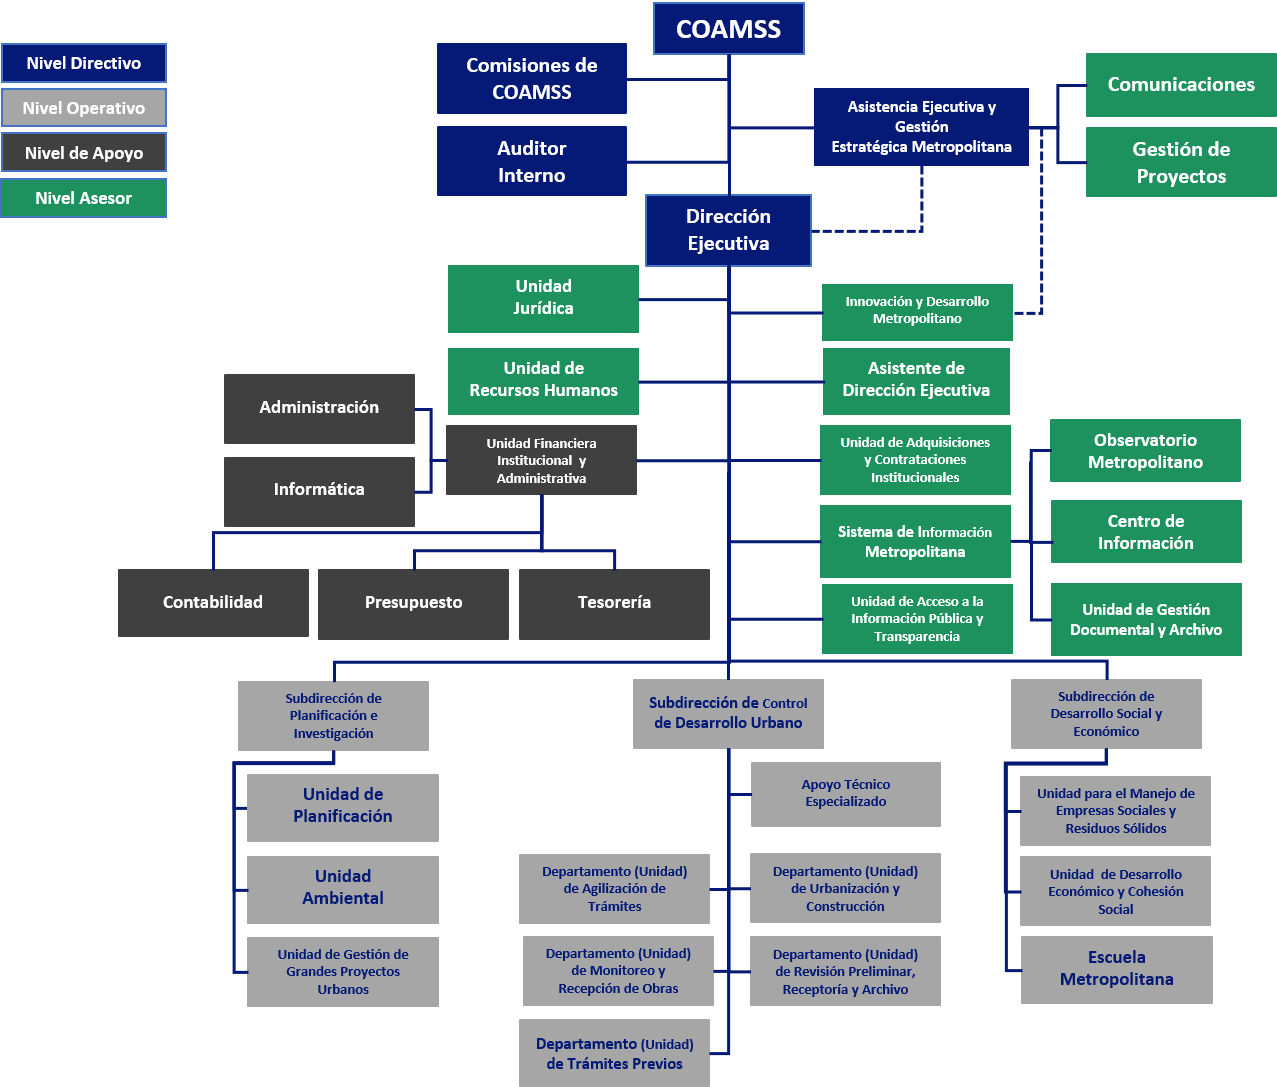 COAMSS
Nivel Directivo
Nivel Operativo
Nivel de Apoyo
Nivel Asesor
Comisiones de
COAMSS
Auditor
Interno
Asistencia Ejecutiva y
Gestión
Estratégica Metropolitana
Comunicaciones
Gestión de
Proyectos
Dirección
Ejecutiva
Unidad
Jurídica
Innovación y Desarrollo
Metropolitano
Unidad de
Recursos Humanos
Asistente de
Dirección Ejecutiva
Administración
Informática
Unidad Financiera
Institucional y
Administrativa
Unidad de Adquisiciones
y Contrataciones
Institucionales
Observatorio
Metropolitano
Sistema de Información
Metropolitana
Centro de
Información
Contabilidad
Presupuesto
Tesorería
Unidad de Acceso a la
Información Pública y
Transparencia
Unidad de Gestión
Documental y Archivo
Subdirección de
Planificación e
Investigación
Subdirección de Control
de Desarrollo Urbano
Subdirección de
Desarrollo Social y
Económico
Unidad de
Planificación
Unidad
Ambiental
Unidad de Gestión de
Grandes Proyectos
Urbanos
Apoyo Técnico
Especializado
Departamento (Unidad)
de Agilización de
Trámites
Departamento (Unidad)
de Urbanización y
Construcción
Departamento (Unidad)
de Monitoreo y
Recepción de Obras
Departamento (Unidad)
de Revisión Preliminar,
Receptoría y Archivo
Departamento (Unidad)
de Trámites Previos
Unidad para el Manejo de
Empresas Sociales y
Residuos Sólidos
Unidad de Desarrollo
Económico y Cohesión
Social
Escuela
Metropolitana